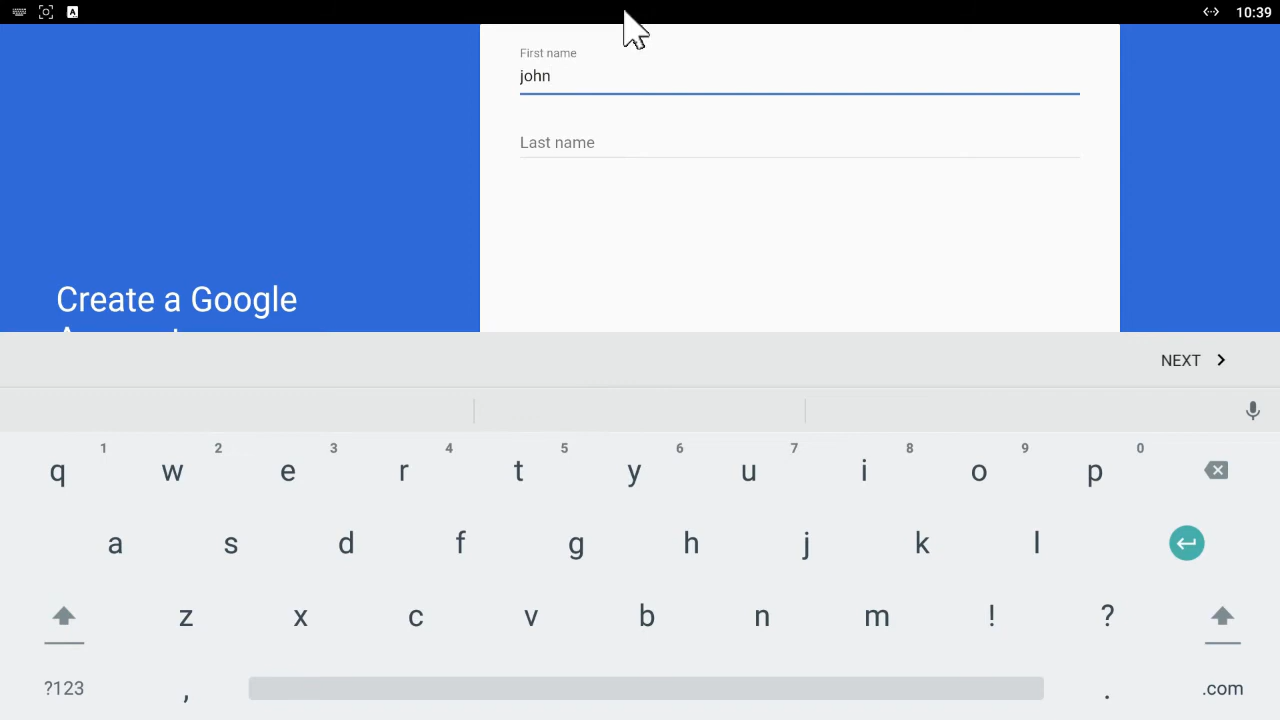 A
10:39
First name
john
Last name
Create a Google
NEXT
1 2 3 4 5 6 7 8 9 0
q w e r t y u i o p
a s d f g h j k l
z x c v b n m ! ?
?123 , . .com